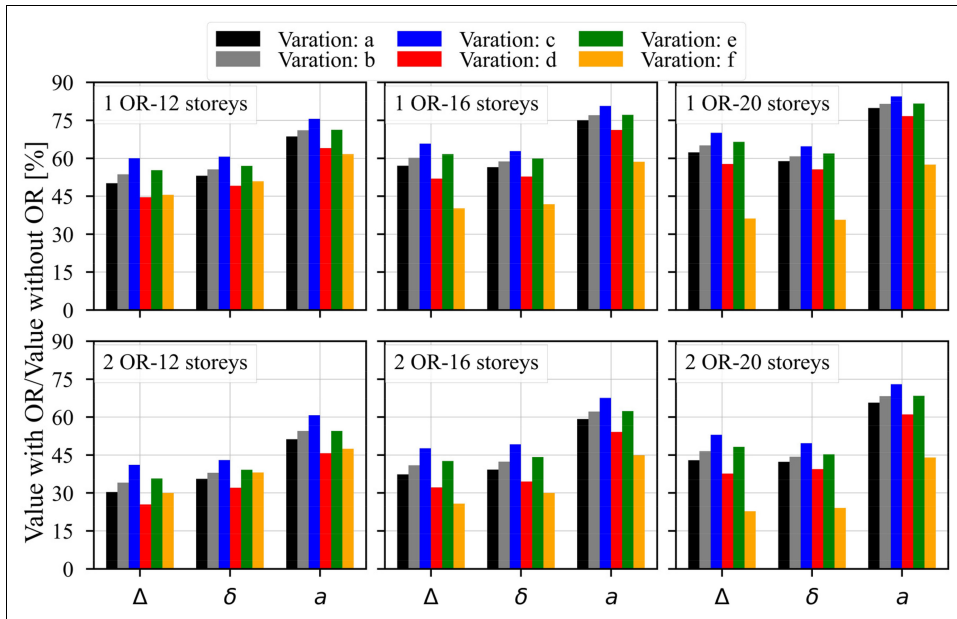 Varation: a
Varation: c
Varation: e
Varation: b
Varation: d
Varation: f
Value with OR/Value without OR [%]
90
75
60
45
30
15
0
1 OR-12 storeys
1 OR-16 storeys
1 OR-20 storeys
90
75
60
45
30
15
0
2 OR-12 storeys
2 OR-16 storeys
2 OR-20 storeys
Δ δ a
Δ δ a
Δ δ a